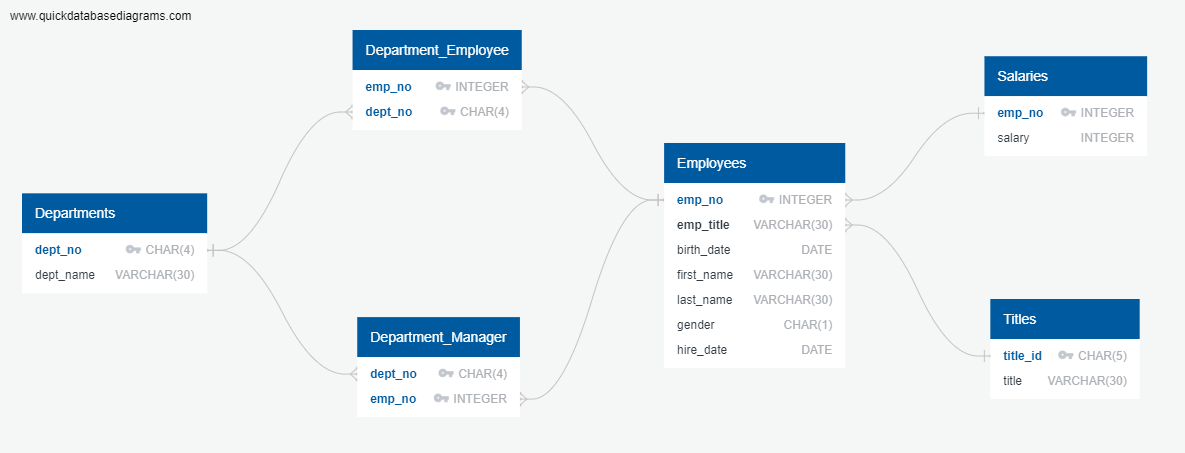 www.quickdatabasediagrams.com
Department_Employee
emp_no INTEGER
dept_no CHAR(4)
Departments
dept_no CHAR(4)
dept_name VARCHAR(30)
Department_Manager
dept_no CHAR(4)
emp_no INTEGER
Employees
emp_no INTEGER
emp_title VARCHAR(30)
birth_date DATE
first_name VARCHAR(30)
last_name VARCHAR(30)
gender CHAR(1)
hire_date DATE
Salaries
emp_no INTEGER
salary INTEGER
Titles
title_id CHAR(5)
title VARCHAR(30)